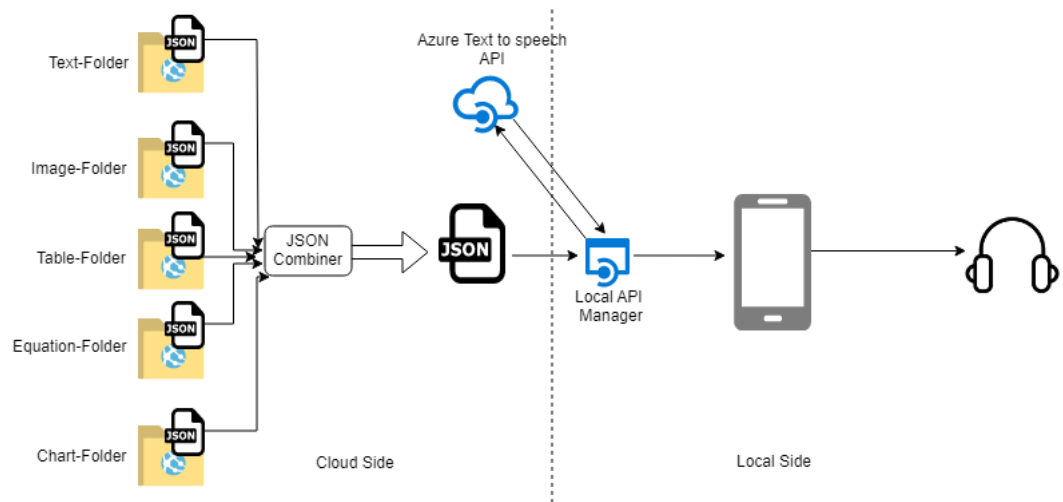 JSON
Text-Folder
JSON
Image-Folder
JSON
Table-Folder
JSON
Equation-Folder
JSON
Chart-Folder
JSON
Combiner
JSON
Azure Text to speech
API
Local API
Manager
Cloud Side
Local Side